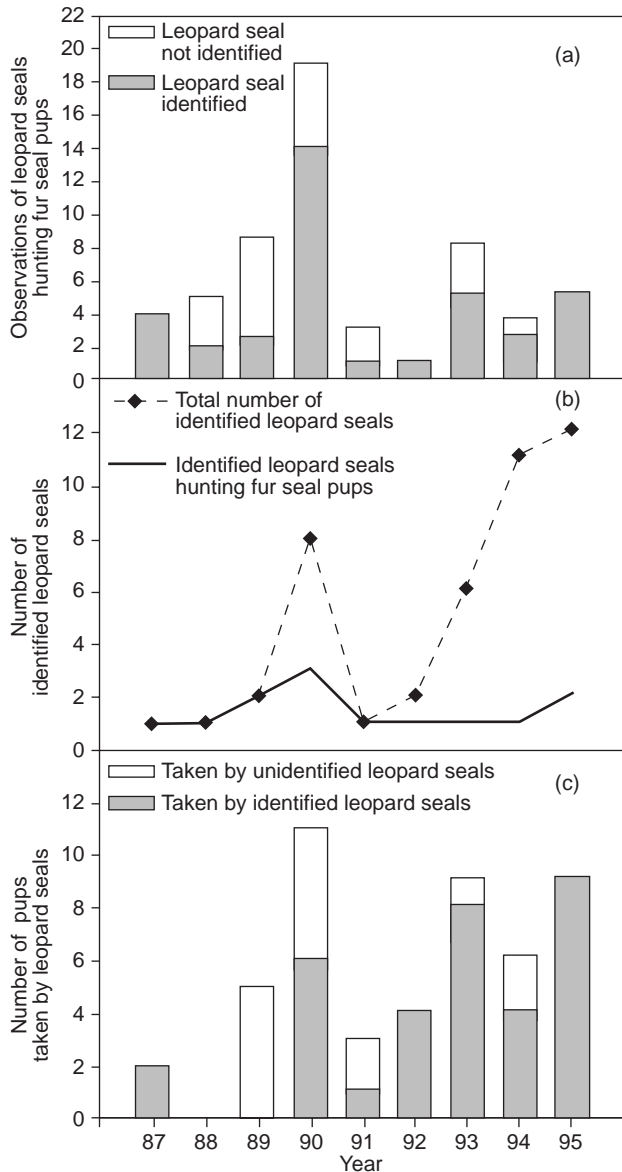 Observations of leopard seals
hunting fur seal pups
22
20
18
16
14
12
10
8
6
4
2
0
Leopard seal
not identified
Leopard seal
identified
(a)
Number of
identified leopard seals
12
10
8
6
4
2
0
Total number of
identified leopard seals
Identified leopard seals
hunting fur seal pups
(b)
Number of pups
taken by leopard seals
12
10
8
6
4
2
0
Taken by unidentified leopard seals
Taken by identified leopard seals
(c)
87 88 89 90 91 92 93 94 95
Year